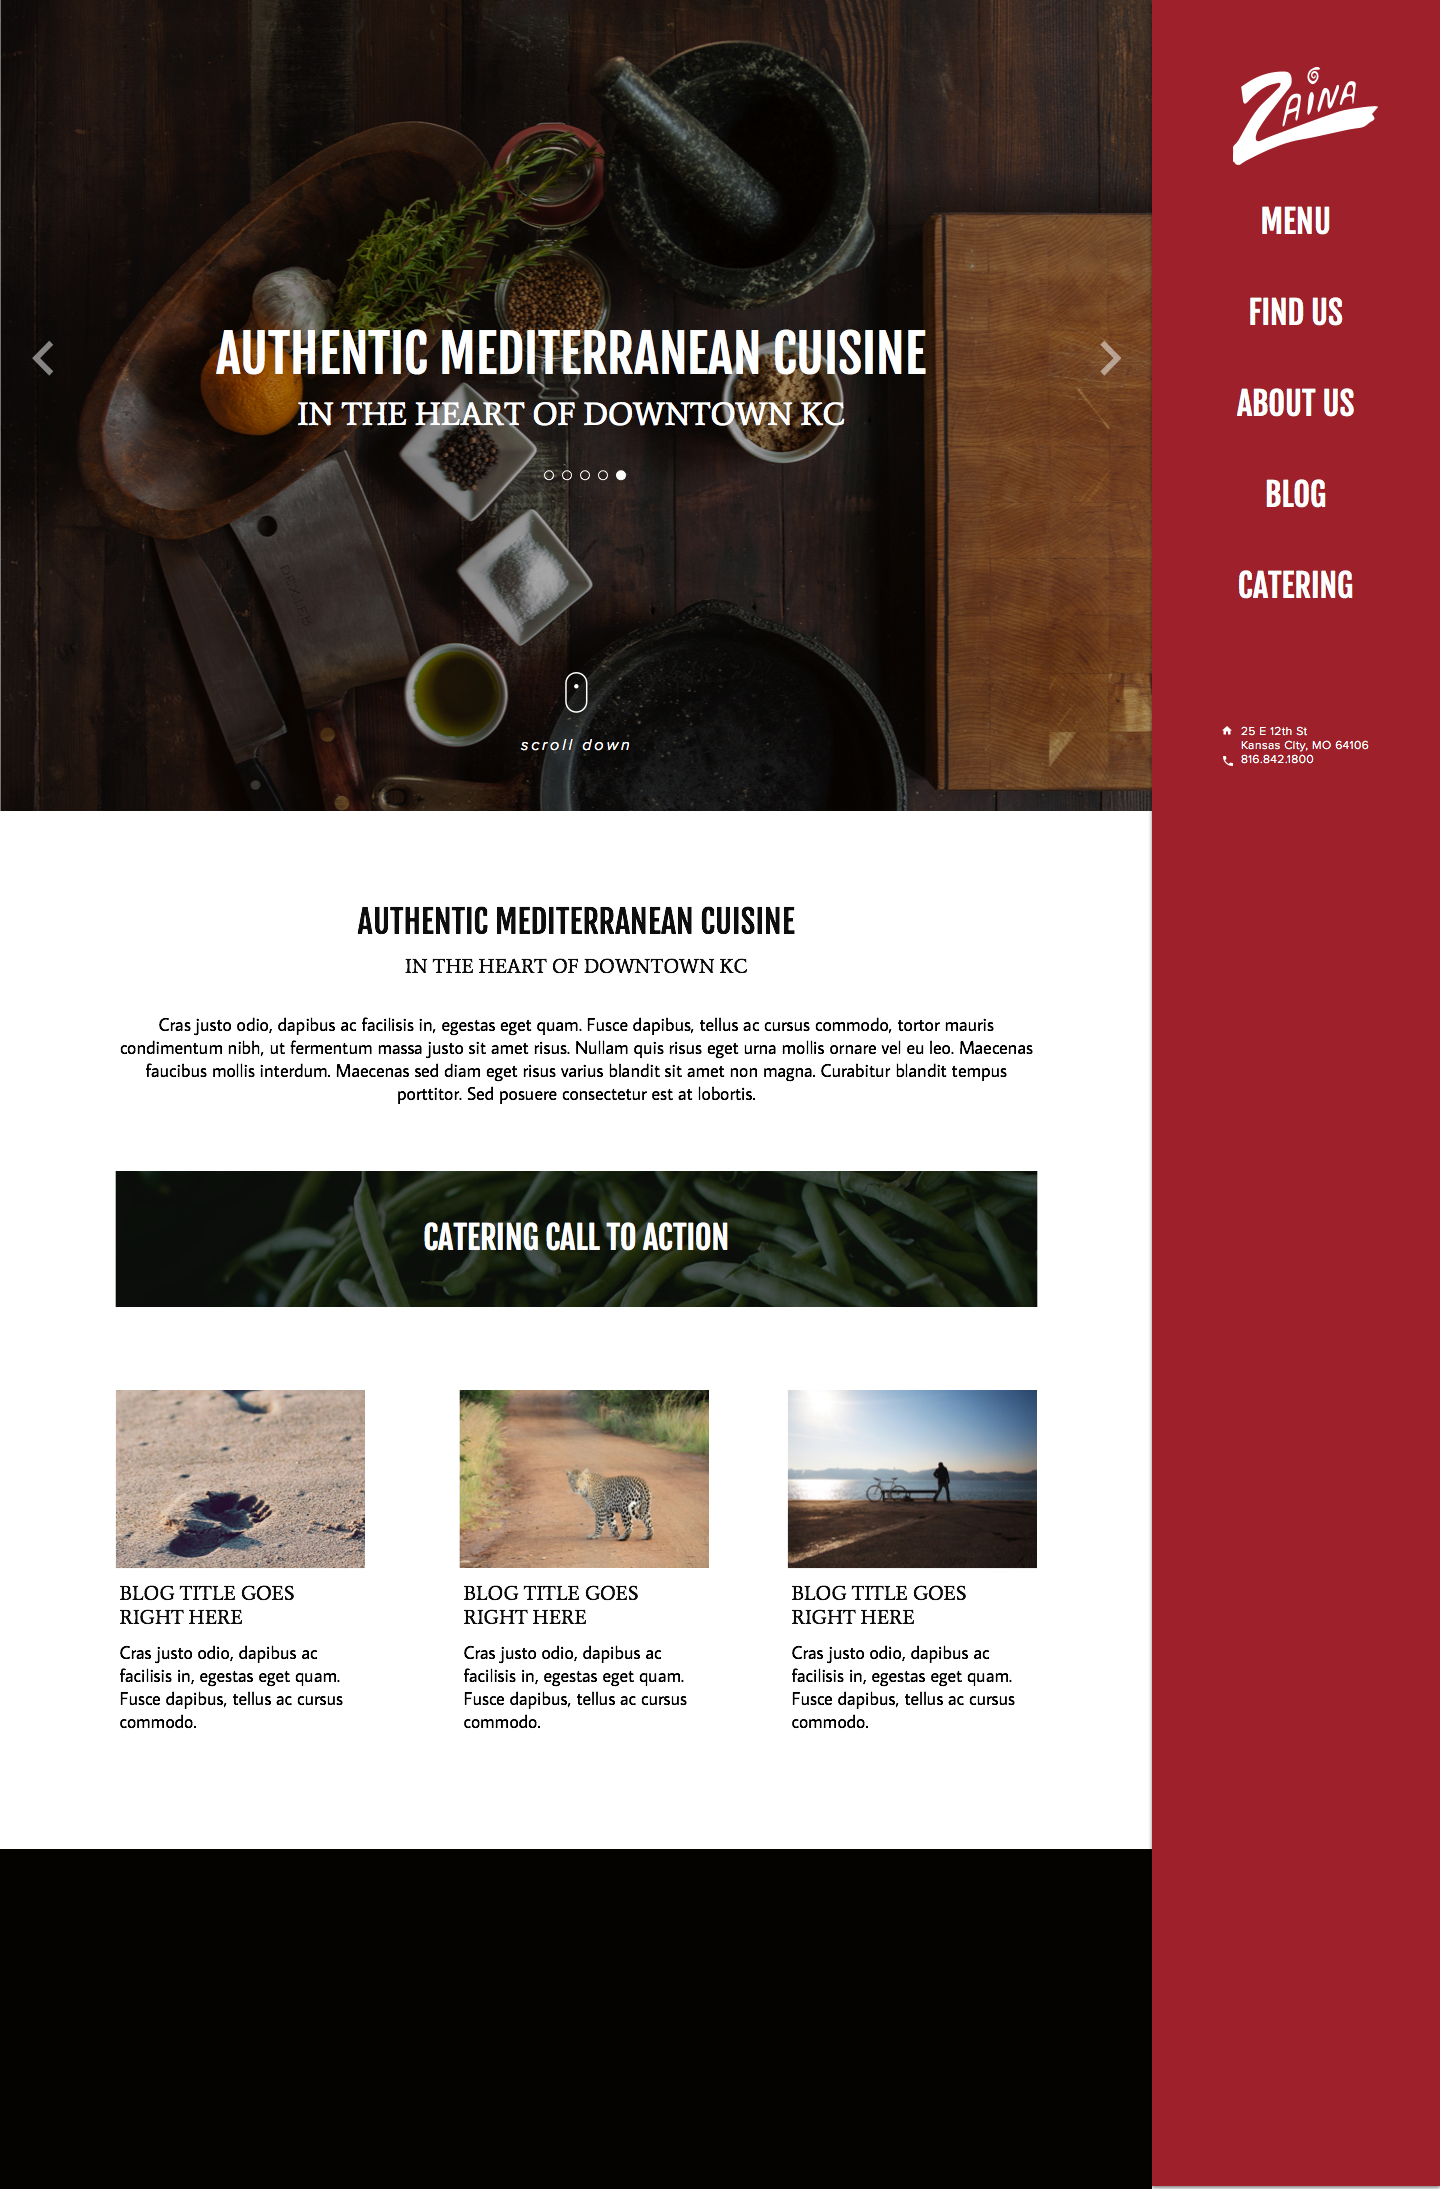 ZAINA
MENU
FIND US
ABOUT US
BLOG
CATERING
25 E 12th St
Kansas City, MO 64106
816.842.1800
AUTHENTIC MEDITERRANEAN CUISINE
IN THE HEART OF DOWNTOWN KC
scroll down
AUTHENTIC MEDITERRANEAN CUISINE
IN THE HEART OF DOWNTOWN KC
Cras justo odio, dapibus ac facilisis in, egestas eget quam. Fusce dapibus, tellus ac cursus commodo, tortor mauris
condimentum nibh, ut fermentum massa justo sit amet risus. Nullam quis risus eget urna mollis ornare vel eu leo. Maecenas
faucibus mollis interdum. Maecenas sed diam eget risus varius blandit sit amet non magna. Curabitur blandit tempus
porttitor. Sed posuere consectetur est at lobortis.
CATERING CALL TO ACTION
BLOG TITLE GOES
RIGHT HERE
Cras justo odio, dapibus ac
facilisis in, egestas eget quam.
Fusce dapibus, tellus ac cursus
commodo.
BLOG TITLE GOES
RIGHT HERE
Cras justo odio, dapibus ac
facilisis in, egestas eget quam.
Fusce dapibus, tellus ac cursus
commodo.
BLOG TITLE GOES
RIGHT HERE
Cras justo odio, dapibus ac
facilisis in, egestas eget quam.
Fusce dapibus, tellus ac cursus
commodo.